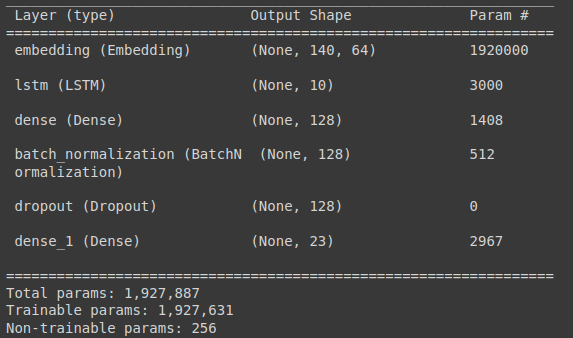 Layer (type) Output Shape Param #
=================================================================
embedding (Embedding) (None, 140, 64) 1920000
lstm (LSTM) (None, 10) 3000
dense (Dense) (None, 128) 1408
batch_normalization (BatchN (None, 128) 512
ormalization)
dropout (Dropout) (None, 128) 0
dense_1 (Dense) (None, 23) 2967
=================================================================
Total params: 1,927,887
Trainable params: 1,927,631
Non-trainable params: 256